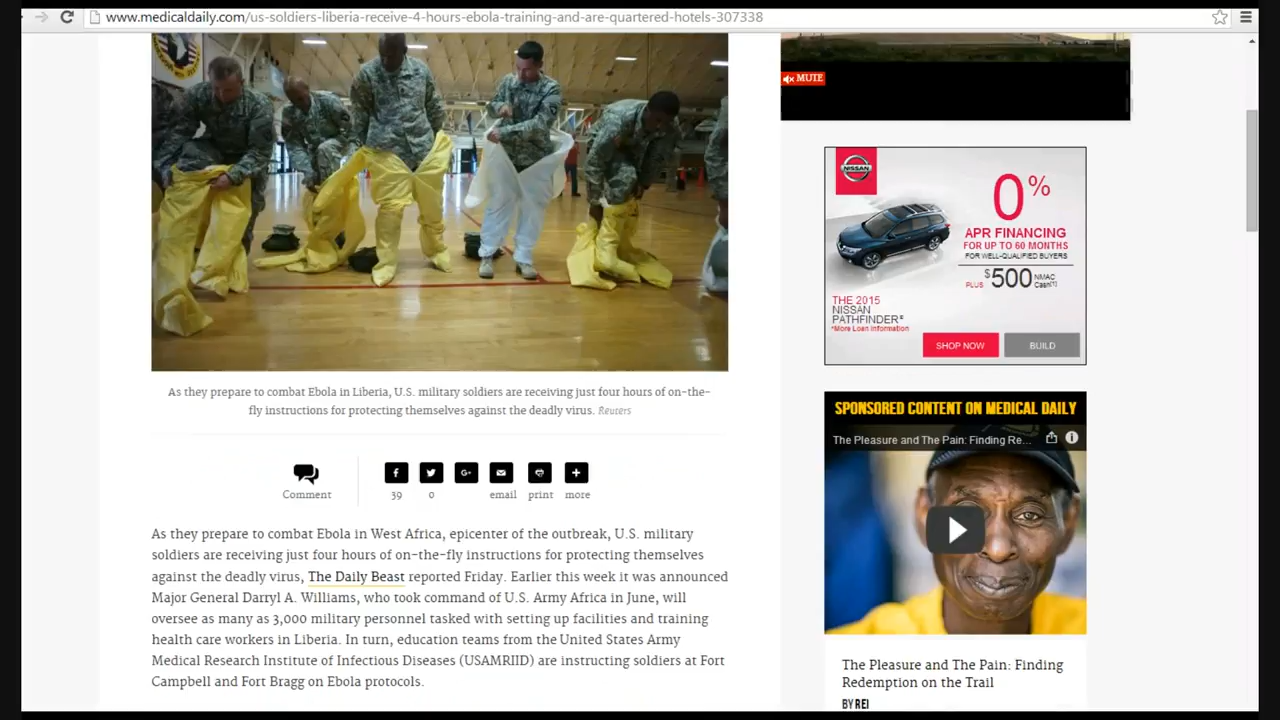 www.medicaldaily.com/us-soldiers-liberia-receive-4-hours-ebola-training-and-are-quartered-hotels-307338
MUTE
NISSAN
0%
APR FINANCING
FOR UP TO 60 MONTHS
FOR WELL-QUALIFIED BUYERS
PLUS $500 NMAC Cash[1]
THE 2015
NISSAN
PATHFINDER®
*More Loan Information
SHOP NOW
BUILD
As they prepare to combat Ebola in Liberia, U.S. military soldiers are receiving just four hours of on-the-
fly instructions for protecting themselves against the deadly virus. Reuters
Comment
39
0
email
print
more
As they prepare to combat Ebola in West Africa, epicenter of the outbreak, U.S. military
soldiers are receiving just four hours of on-the-fly instructions for protecting themselves
against the deadly virus, The Daily Beast reported Friday. Earlier this week it was announced
Major General Darryl A. Williams, who took command of U.S. Army Africa in June, will
oversee as many as 3,000 military personnel tasked with setting up facilities and training
health care workers in Liberia. In turn, education teams from the United States Army
Medical Research Institute of Infectious Diseases (USAMRIID) are instructing soldiers at Fort
Campbell and Fort Bragg on Ebola protocols.
SPONSORED CONTENT ON MEDICAL DAILY
The Pleasure and The Pain: Finding Re...
The Pleasure and The Pain: Finding
Redemption on the Trail
BY REI